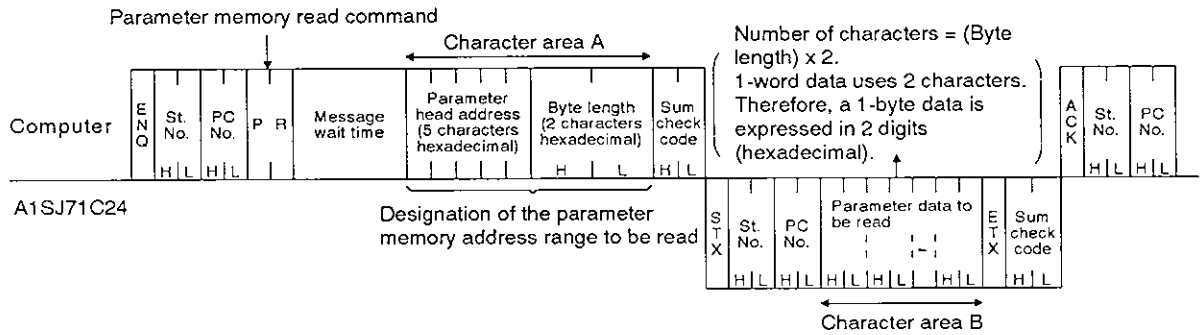 Parameter memory read command
Character area A
Number of characters = (Byte
length) x 2.
1-word data uses 2 characters.
Therefore, a 1-byte data is
expressed in 2 digits
(hexadecimal).
Computer
E N Q
St. No.
H L
PC No.
H L
P R
Message
wait time
Parameter
head address
(5 characters
hexadecimal)
Byte length
(2 characters
hexadecimal)
H L
Sum
check
code
H L
A C K
St. No.
H L
PC No.
H L
A1SJ71C24
Designation of the parameter
memory address range to be read
S T X
St. No.
H L
PC No.
H L
Parameter data to
be read
H L H L – H L
E T X
Sum
check
code
H L
Character area B